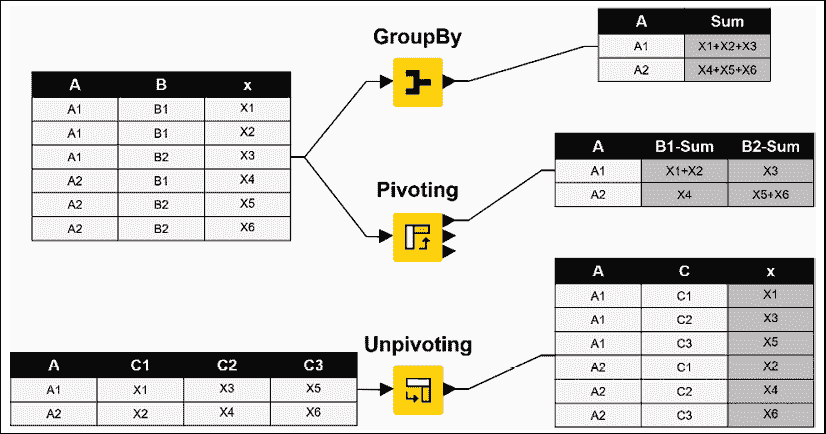 GroupBy
A Sum
A1 X1+X2+X3
A2 X4+X5+X6
A B x
A1 B1 X1
A1 B1 X2
A1 B2 X3
A2 B1 X4
A2 B2 X5
A2 B2 X6
Pivoting
A B1-Sum B2-Sum
A1 X1+X2 X3
A2 X4 X5+X6
Unpivoting
A C1 C2 C3
A1 X1 X3 X5
A2 X2 X4 X6
A C x
A1 C1 X1
A1 C2 X3
A1 C3 X5
A2 C1 X2
A2 C2 X4
A2 C3 X6